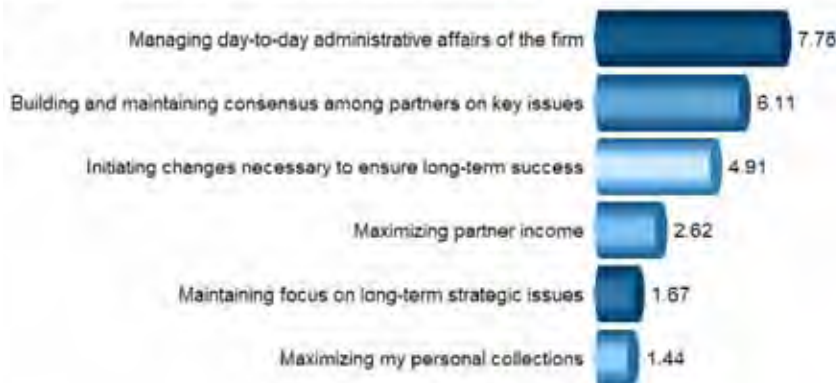 Managing day-to-day administrative affairs of the firm 7.78
Building and maintaining consensus among partners on key issues 6.11
Initiating changes necessary to ensure long-term success 4.91
Maximizing partner income 2.62
Maintaining focus on long-term strategic issues 1.67
Maximizing my personal collections 1.44